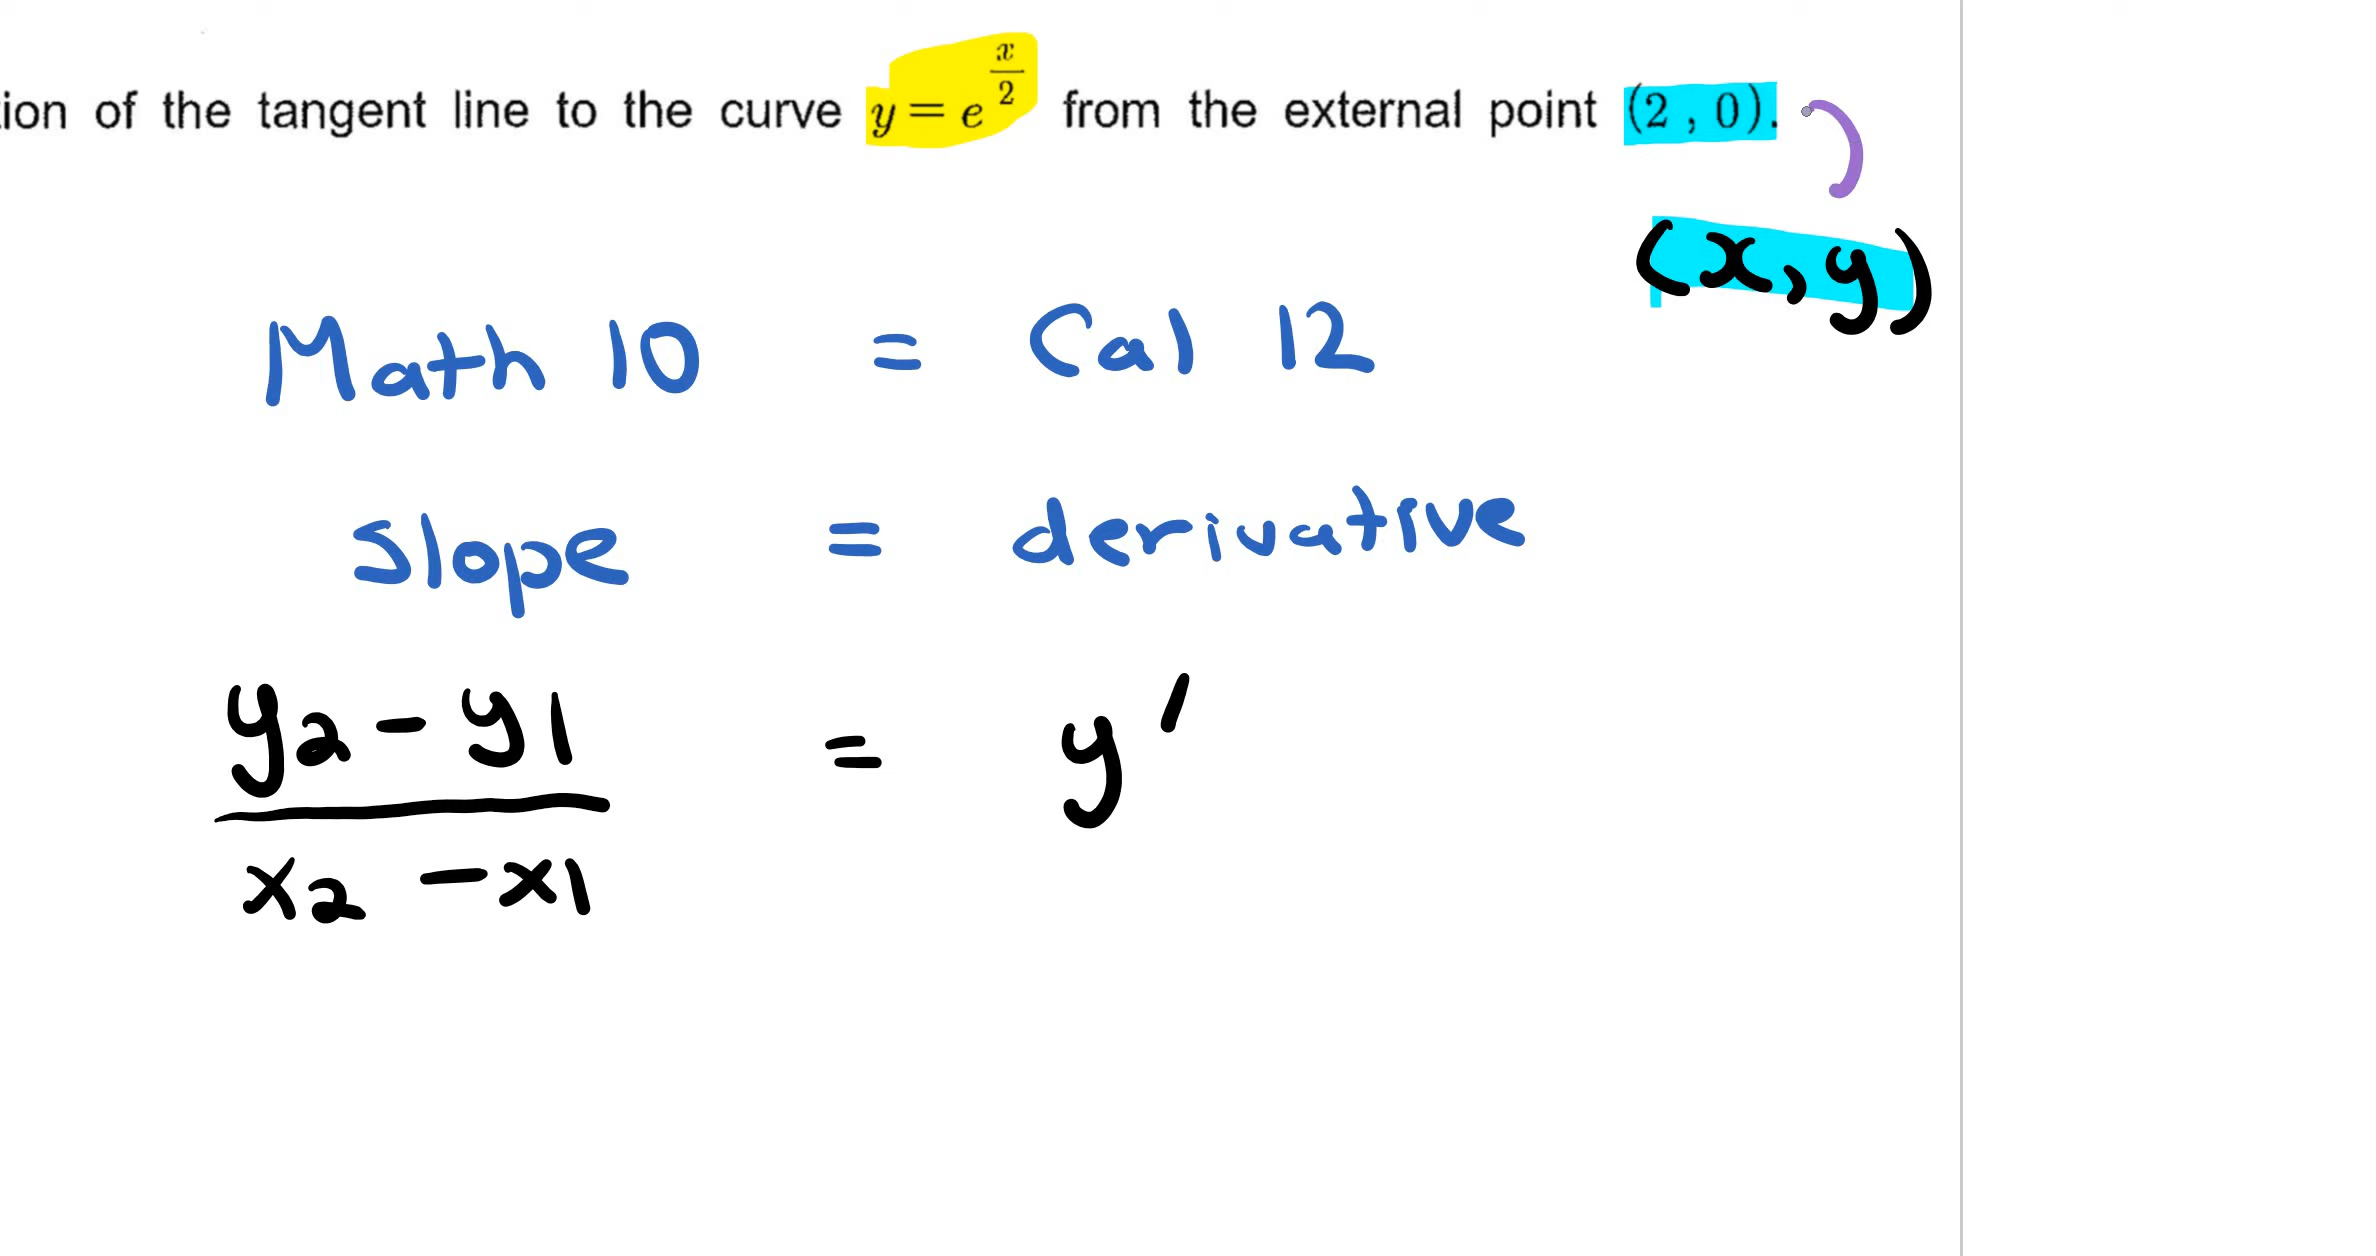 ion of the tangent line to the curve y = e^{x/2} from the external point (2, 0).
(x, y)
Math 10 = Cal 12
slope = derivative
y2 - y1 = y'
x2 - x1